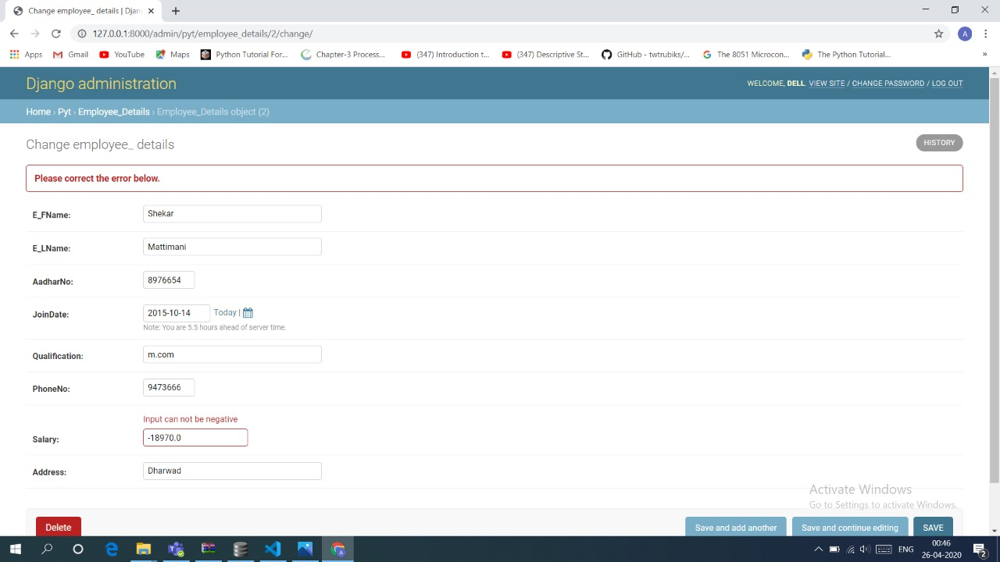 Change employee_ details | Djan
127.0.0.1:8000/admin/pyt/employee_details/2/change/
A
Apps Gmail YouTube Maps Python Tutorial For... Chapter-3 Process... (347) Introduction t... (347) Descriptive St... GitHub - twtrubiks/... The 8051 Microcon... The Python Tutorial... »
Django administration
WELCOME, DELL. VIEW SITE / CHANGE PASSWORD / LOG OUT
Home › Pyt › Employee_Details › Employee_Details object (2)
Change employee_ details
HISTORY
Please correct the error below.
E_FName: Shekar
E_LName: Mattimani
AadharNo: 8976654
JoinDate: 2015-10-14 Today |
Note: You are 5.5 hours ahead of server time.
Qualification: m.com
PhoneNo: 9473666
Input can not be negative
Salary: -18970.0
Address: Dharwad
Activate Windows
Go to Settings to activate Windows.
Delete Save and add another Save and continue editing SAVE
ENG 00:46
26-04-2020 2